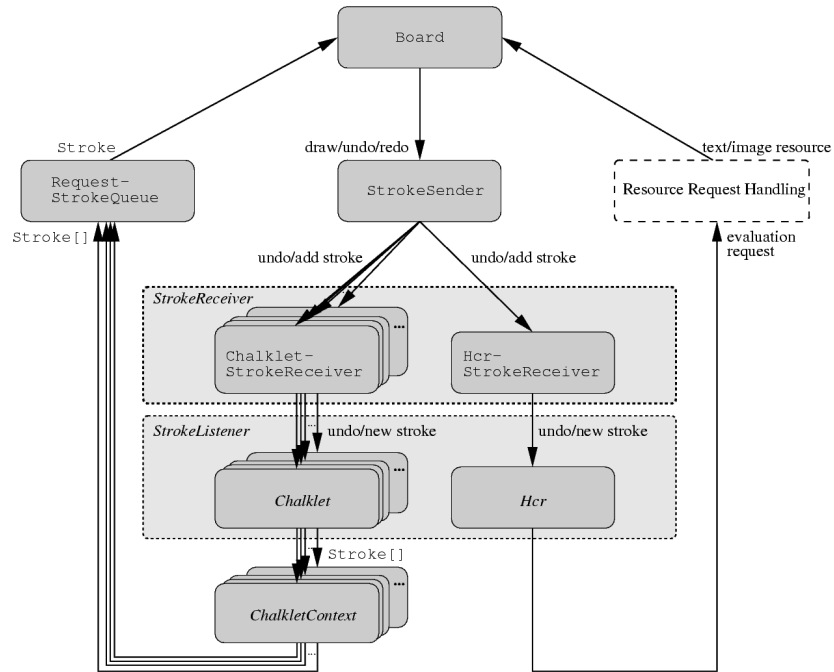 Board
Stroke
draw/undo/redo
text/image resource
Request-
StrokeQueue
StrokeSender
Resource Request Handling
Stroke[]
evaluation
request
undo/add stroke
undo/add stroke
StrokeReceiver
...
...
Chalklet-
StrokeReceiver
Hcr-
StrokeReceiver
...
StrokeListener
undo/new stroke
undo/new stroke
...
Chalklet
Hcr
...
Stroke[]
...
ChalkletContext
...